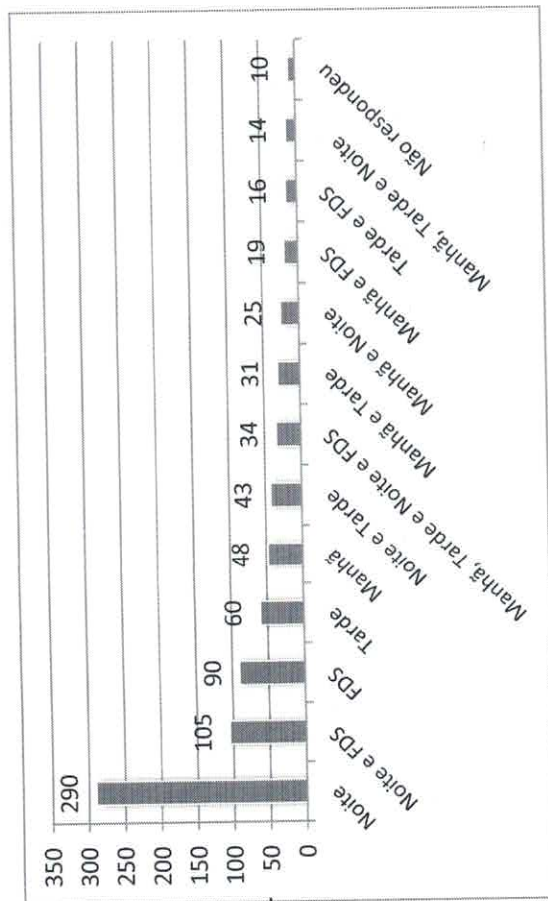 350
300
250
200
150
100
50
0
290
105
90
60
48
43
34
31
25
19
16
14
10
Noite
Noite e FDS
FDS
Tarde
Manhã
Noite e Tarde
Manhã, Tarde e Noite e FDS
Manhã e Tarde
Manhã e Noite
Manhã e FDS
Tarde e FDS
Manhã, Tarde e Noite
Não respondeu